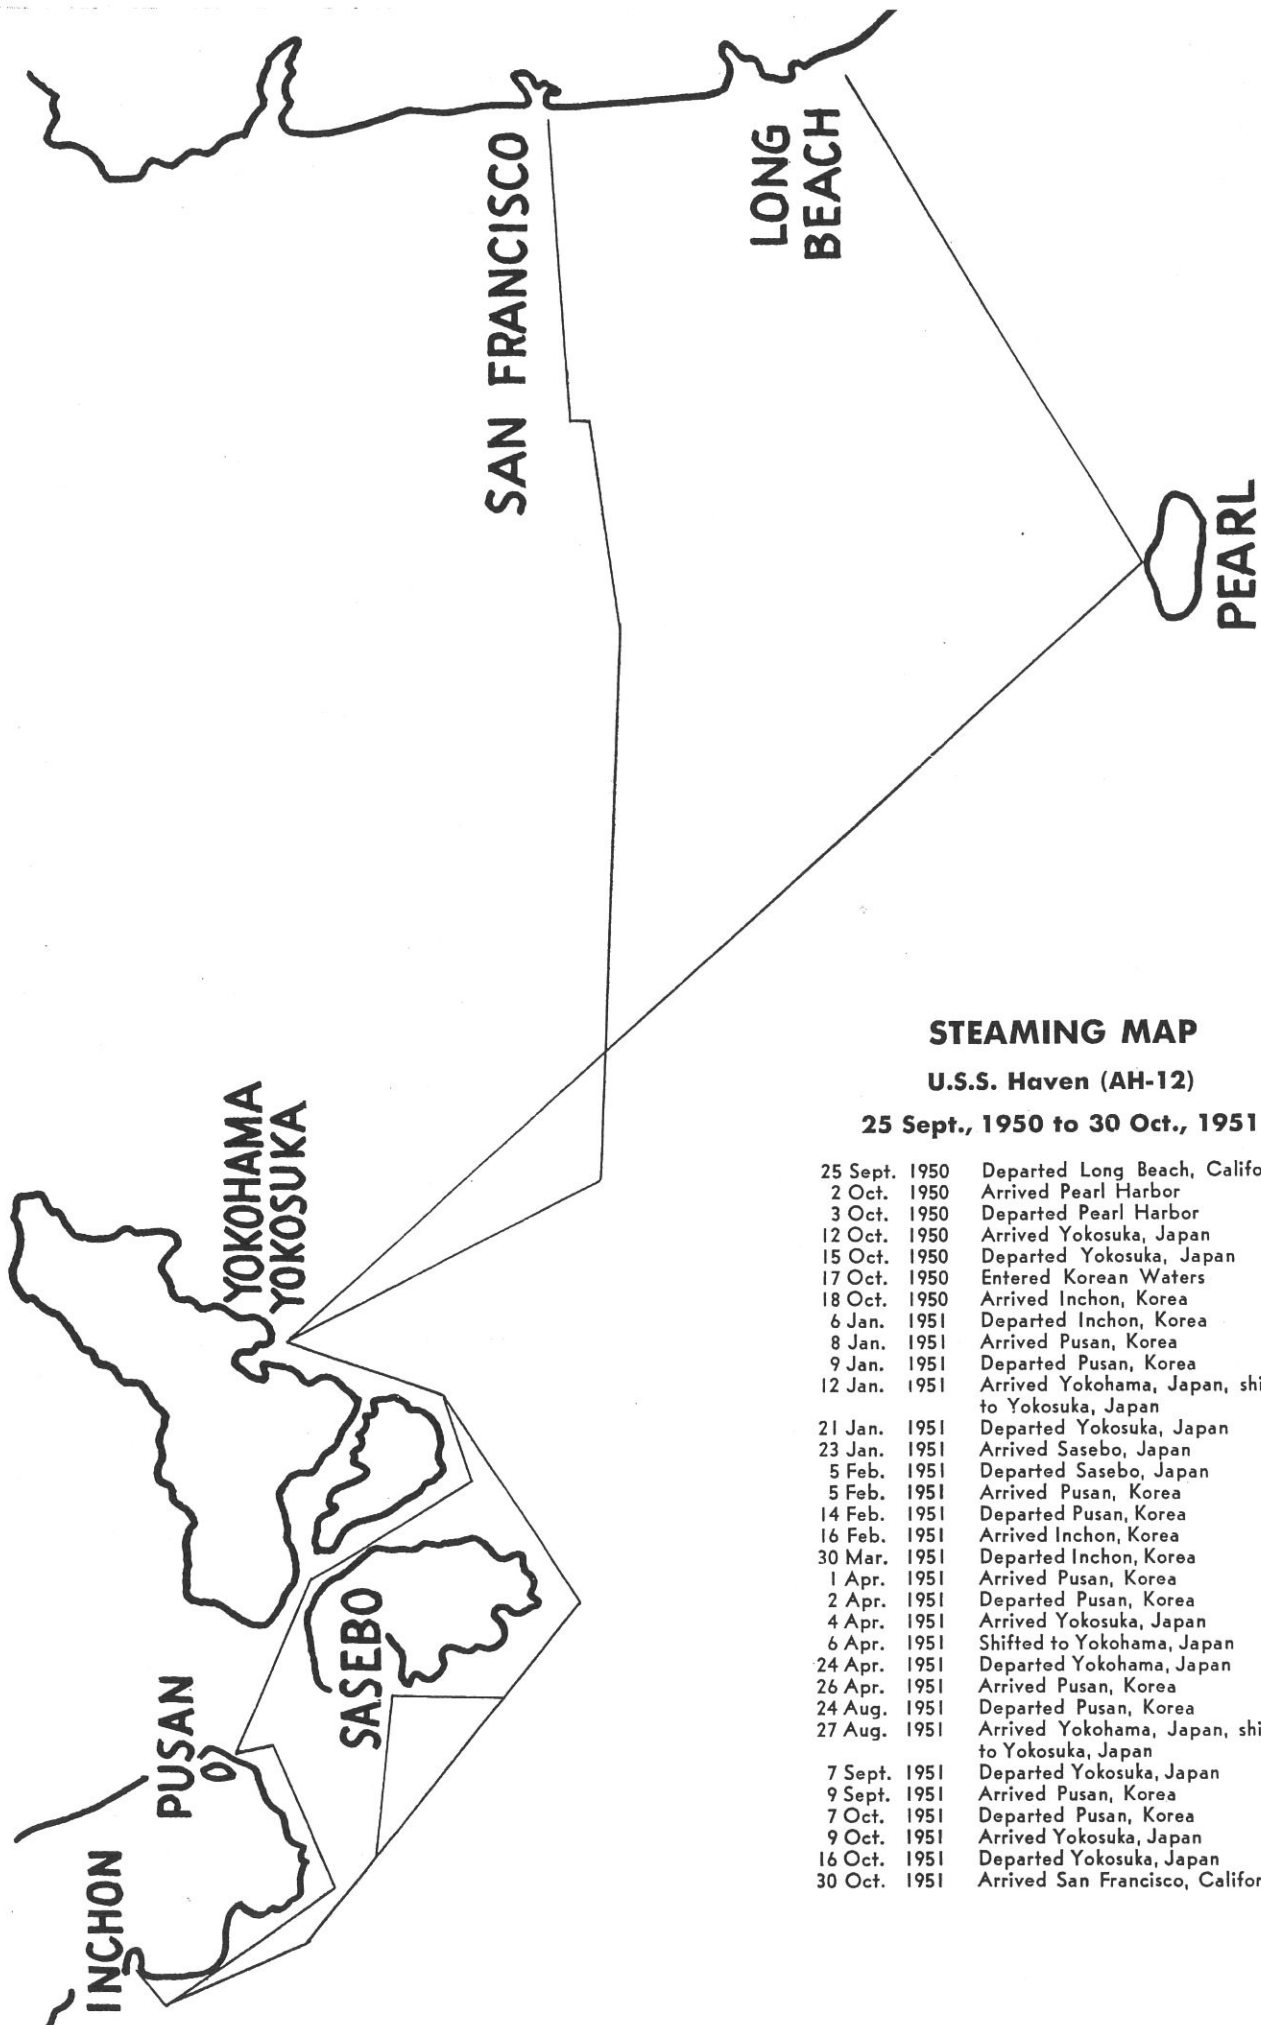 SAN FRANCISCO
LONG
BEACH
PEARL
YOKOHAMA
YOKOSUKA
SASEBO
PUSAN
INCHON
STEAMING MAP
U.S.S. Haven (AH-12)
25 Sept., 1950 to 30 Oct., 1951
25 Sept. 1950 Departed Long Beach, Califo
2 Oct. 1950 Arrived Pearl Harbor
3 Oct. 1950 Departed Pearl Harbor
12 Oct. 1950 Arrived Yokosuka, Japan
15 Oct. 1950 Departed Yokosuka, Japan
17 Oct. 1950 Entered Korean Waters
18 Oct. 1950 Arrived Inchon, Korea
6 Jan. 1951 Departed Inchon, Korea
8 Jan. 1951 Arrived Pusan, Korea
9 Jan. 1951 Departed Pusan, Korea
12 Jan. 1951 Arrived Yokohama, Japan, shi
to Yokosuka, Japan
21 Jan. 1951 Departed Yokosuka, Japan
23 Jan. 1951 Arrived Sasebo, Japan
5 Feb. 1951 Departed Sasebo, Japan
5 Feb. 1951 Arrived Pusan, Korea
14 Feb. 1951 Departed Pusan, Korea
16 Feb. 1951 Arrived Inchon, Korea
30 Mar. 1951 Departed Inchon, Korea
1 Apr. 1951 Arrived Pusan, Korea
2 Apr. 1951 Departed Pusan, Korea
4 Apr. 1951 Arrived Yokosuka, Japan
6 Apr. 1951 Shifted to Yokohama, Japan
24 Apr. 1951 Departed Yokohama, Japan
26 Apr. 1951 Arrived Pusan, Korea
24 Aug. 1951 Departed Pusan, Korea
27 Aug. 1951 Arrived Yokohama, Japan, shi
to Yokosuka, Japan
7 Sept. 1951 Departed Yokosuka, Japan
9 Sept. 1951 Arrived Pusan, Korea
7 Oct. 1951 Departed Pusan, Korea
9 Oct. 1951 Arrived Yokosuka, Japan
16 Oct. 1951 Departed Yokosuka, Japan
30 Oct. 1951 Arrived San Francisco, Califor